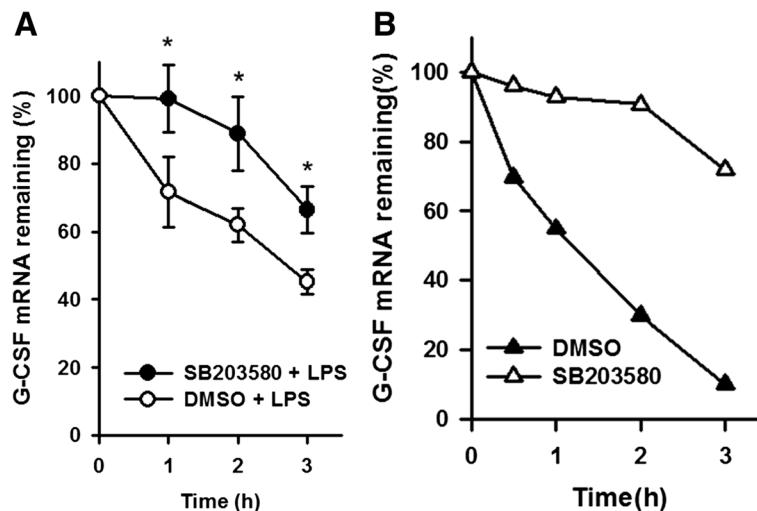 A
G-CSF mRNA remaining (%)
100
80
60
40
20
0
*
*
*
SB203580 + LPS
DMSO + LPS
0 1 2 3
Time (h)
B
G-CSF mRNA remaining(%)
100
80
60
40
20
0
DMSO
SB203580
0 1 2 3
Time(h)